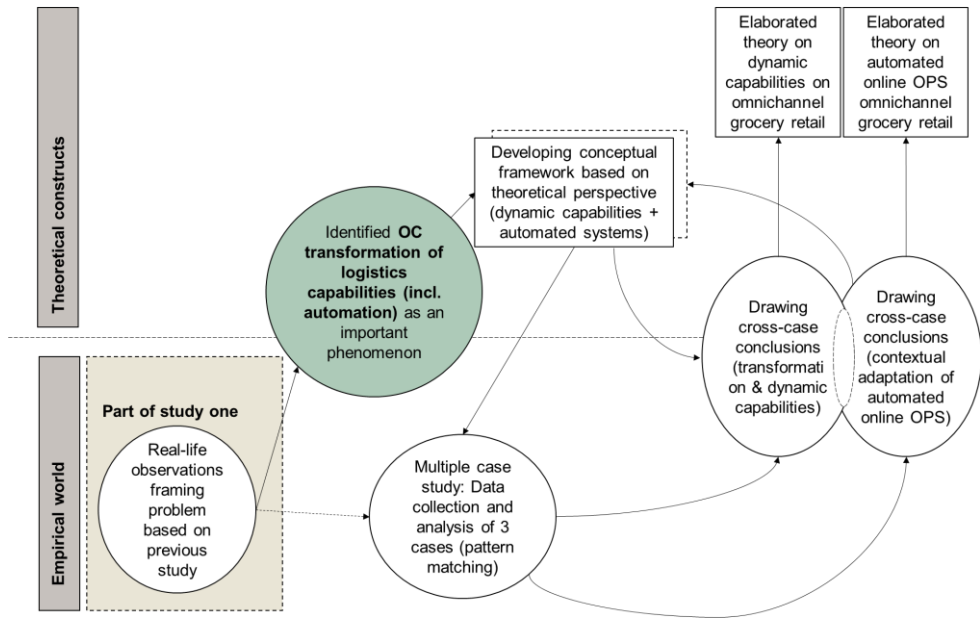 Theoretical constructs
Empirical world
Part of study one
Real-life
observations
framing
problem
based on
previous
study
Identified OC
transformation of
logistics
capabilities (incl.
automation) as an
important
phenomenon
Developing conceptual
framework based on
theoretical perspective
(dynamic capabilities +
automated systems)
Multiple case
study: Data
collection and
analysis of 3
cases (pattern
matching)
Drawing
cross-case
conclusions
(transformati
on & dynamic
capabilities)
Drawing
cross-case
conclusions
(contextual
adaptation of
automated
online OPS)
Elaborated
theory on
dynamic
capabilities on
omnichannel
grocery retail
Elaborated
theory on
automated
online OPS
omnichannel
grocery retail